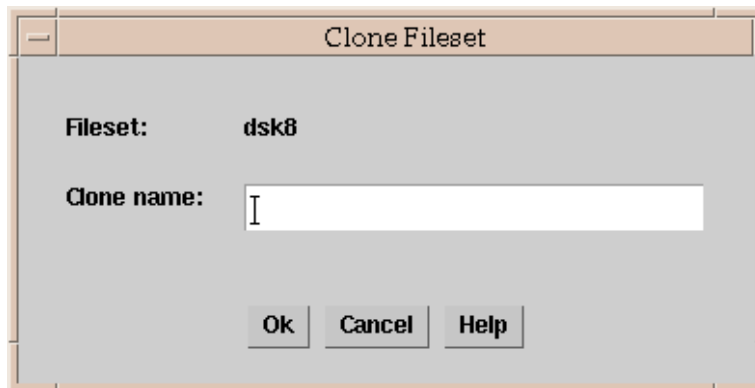 Clone Fileset
Fileset: dsk8
Clone name:
Ok Cancel Help